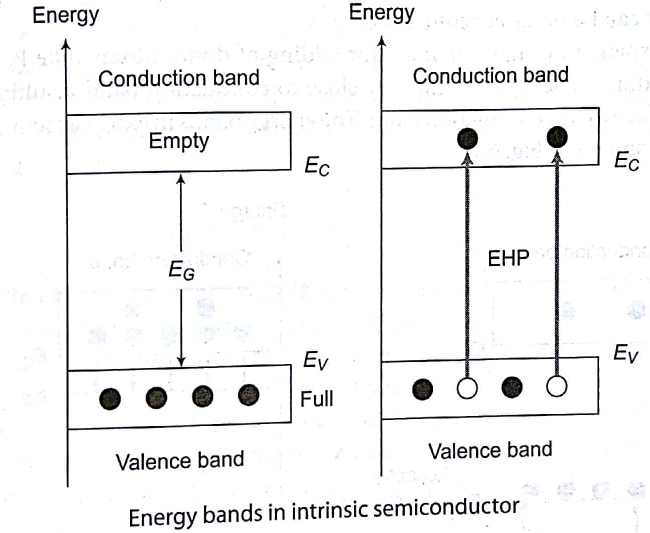 Energy
Conduction band
Empty
E_C
E_G
E_V
Full
Valence band
Energy
Conduction band
E_C
EHP
E_V
Valence band
Energy bands in intrinsic semiconductor